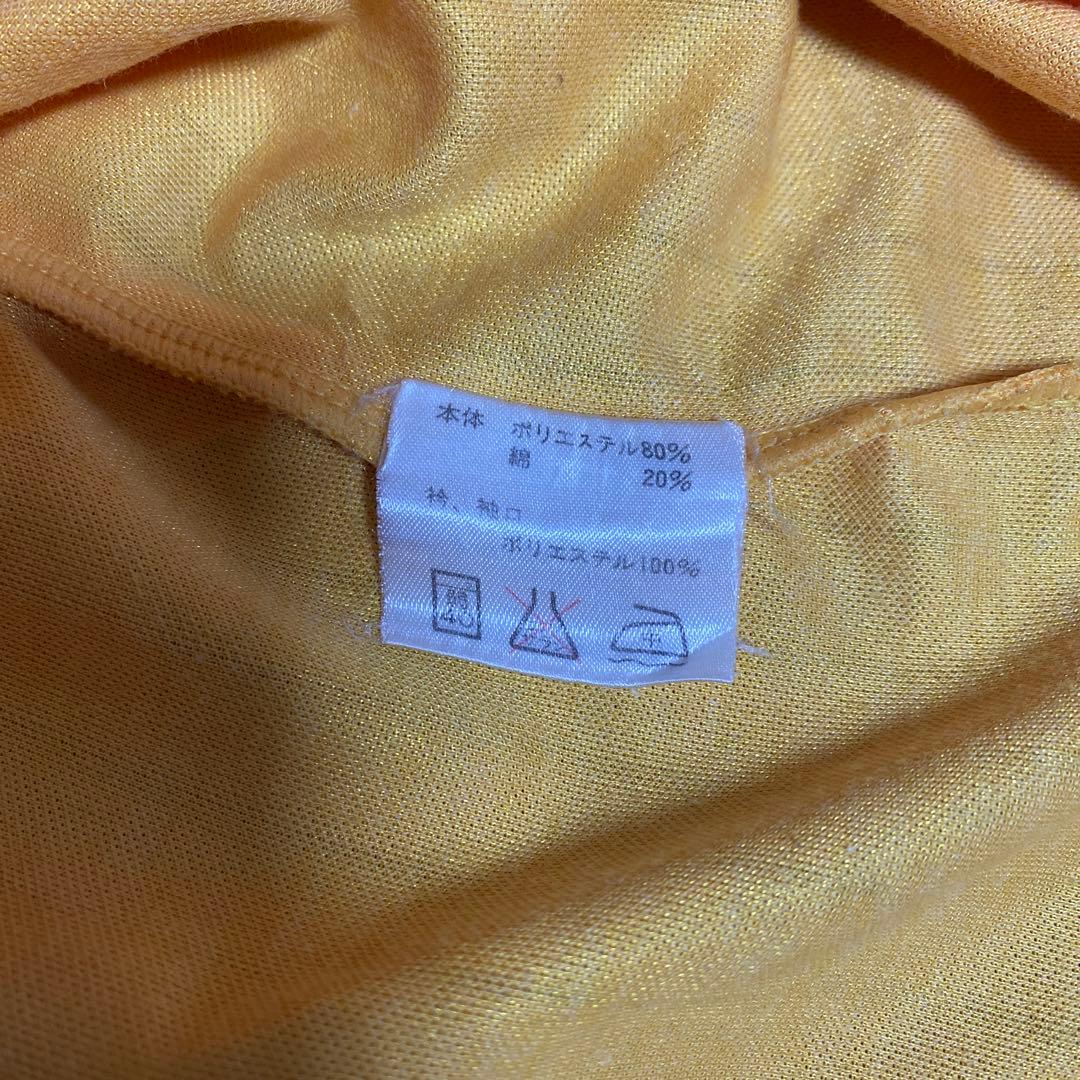 本体 ポリエステル80%
綿 20%
衿、袖口
ポリエステル100%
40 中